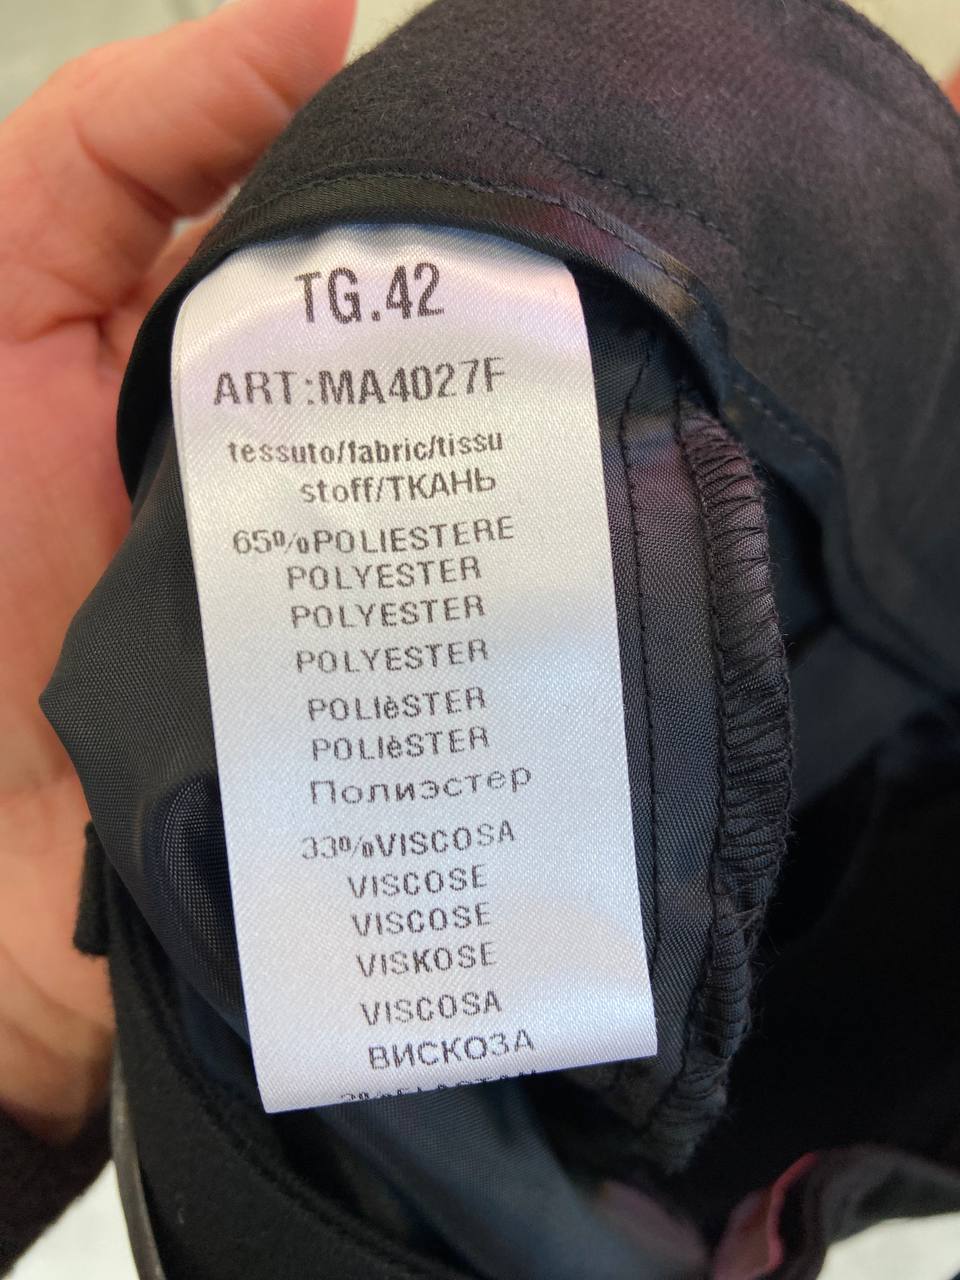 TG.42
ART:MA4027F
tessuto/fabric/tissu
stoff/ТКАНЬ
65%POLIESTERE
POLYESTER
POLYESTER
POLYESTER
POLIèSTER
POLIèSTER
Полиэстер
33%VISCOSA
VISCOSE
VISCOSE
VISKOSE
VISCOSA
ВИСКОЗА